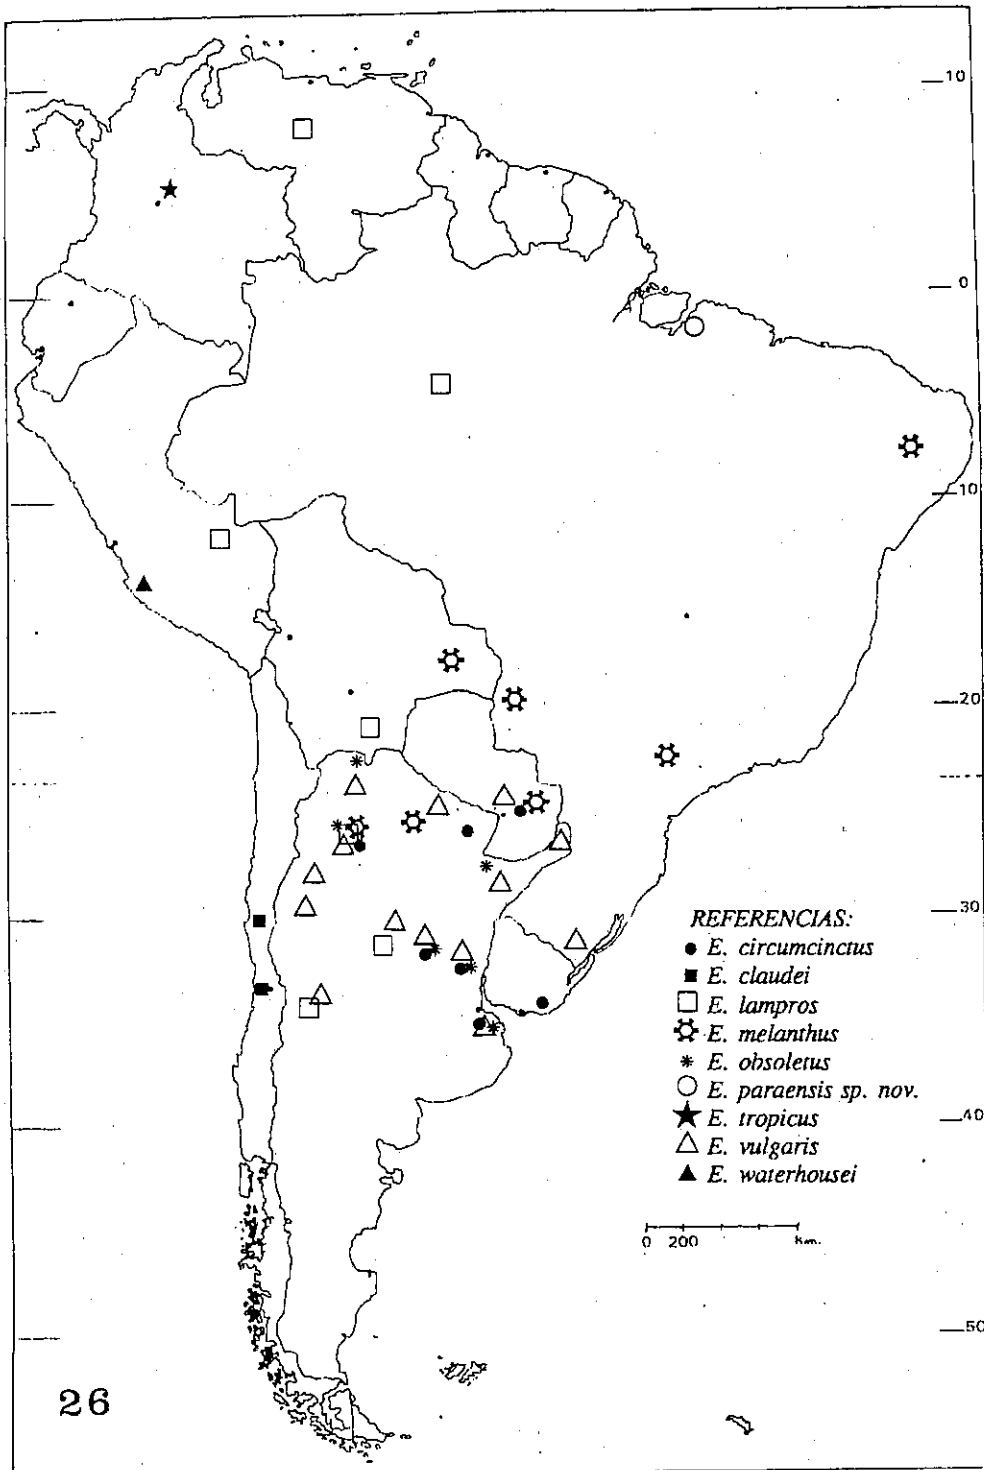 10
0
10
20
30
REFERENCIAS:
E. circumcinctus
E. claudei
E. lampros
E. melanthus
E. obsoletus
E. paraensis sp. nov.
E. tropicus
E. vulgaris
E. waterhousei
40
0 200 km.
50
26